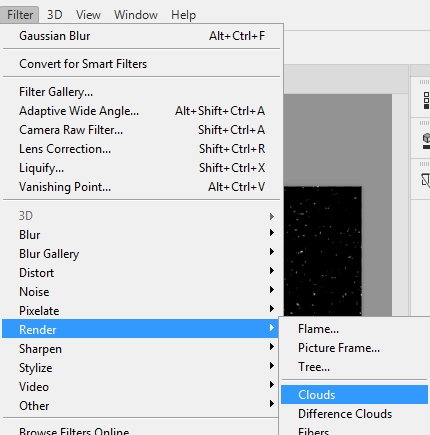 Filter 3D View Window Help
Gaussian Blur Alt+Ctrl+F
Convert for Smart Filters
Filter Gallery...
Adaptive Wide Angle... Alt+Shift+Ctrl+A
Camera Raw Filter... Shift+Ctrl+A
Lens Correction... Shift+Ctrl+R
Liquify... Shift+Ctrl+X
Vanishing Point... Alt+Ctrl+V
3D
Blur
Blur Gallery
Distort
Noise
Pixelate
Render
Sharpen
Stylize
Video
Other
Browse Filters Online
Flame...
Picture Frame...
Tree...
Clouds
Difference Clouds
Fibers